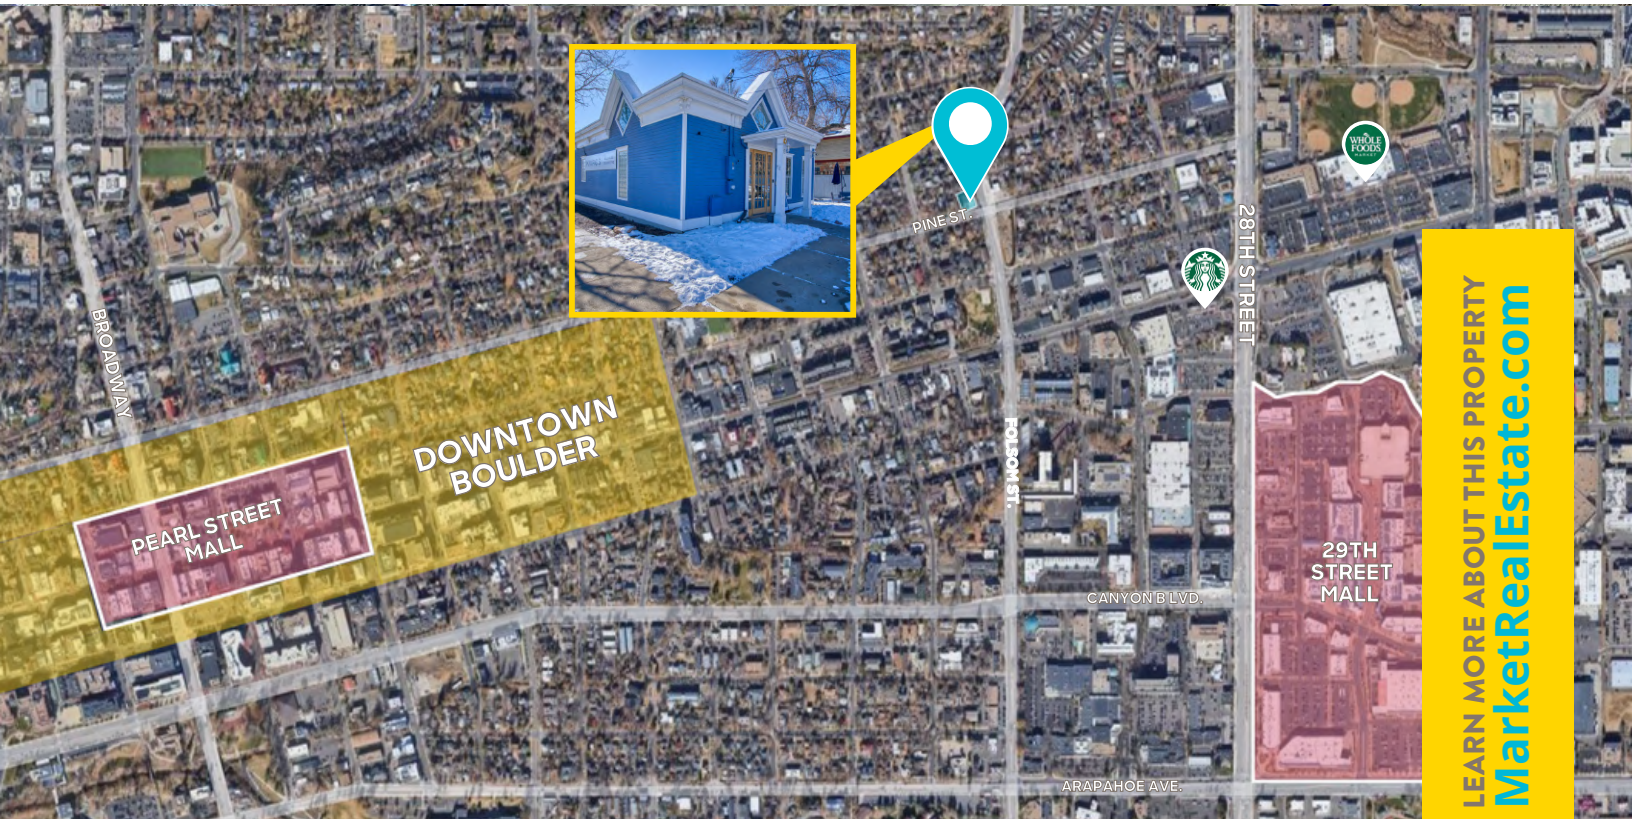 WHOLE
FOODS
MARKET
PINE ST.
28TH STREET
BROADWAY
DOWNTOWN
BOULDER
FOLSOM ST.
PEARL STREET
MALL
29TH
STREET
MALL
CANYON BLVD.
ARAPAHOE AVE.
LEARN MORE ABOUT THIS PROPERTY
MarketRealEstate.com